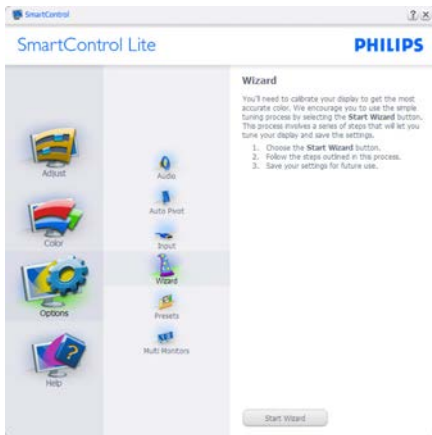 SmartControl
SmartControl Lite
PHILIPS
Adjust
Color
Options
Help
Audio
Auto Pivot
Input
Wizard
Presets
Multi Monitors
Wizard
You'll need to calibrate your display to get the most
accurate color. We encourage you to use the simple
tuning process by selecting the Start Wizard button.
This process involves a series of steps that will let you
tune your display and save the settings.
1. Choose the Start Wizard button.
2. Follow the steps outlined in this process.
3. Save your settings for future use.
Start Wizard